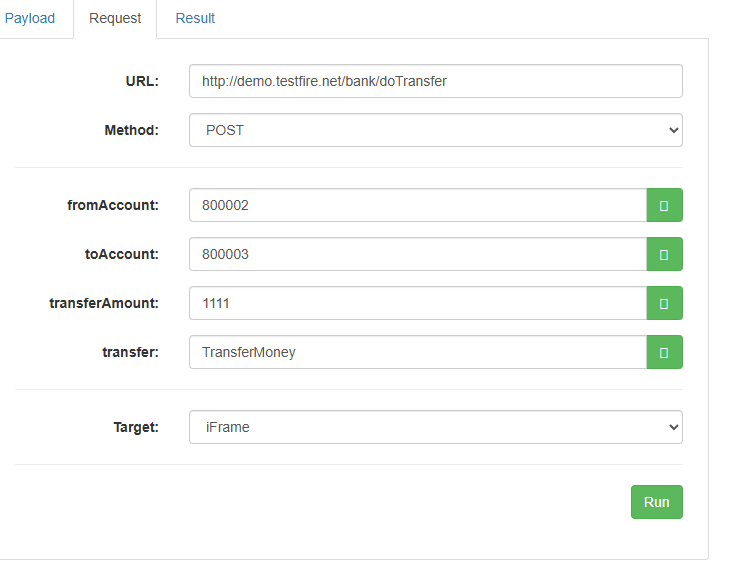 Payload Request Result
URL: http://demo.testfire.net/bank/doTransfer
Method: POST
fromAccount: 800002
toAccount: 800003
transferAmount: 1111
transfer: TransferMoney
Target: iFrame
Run